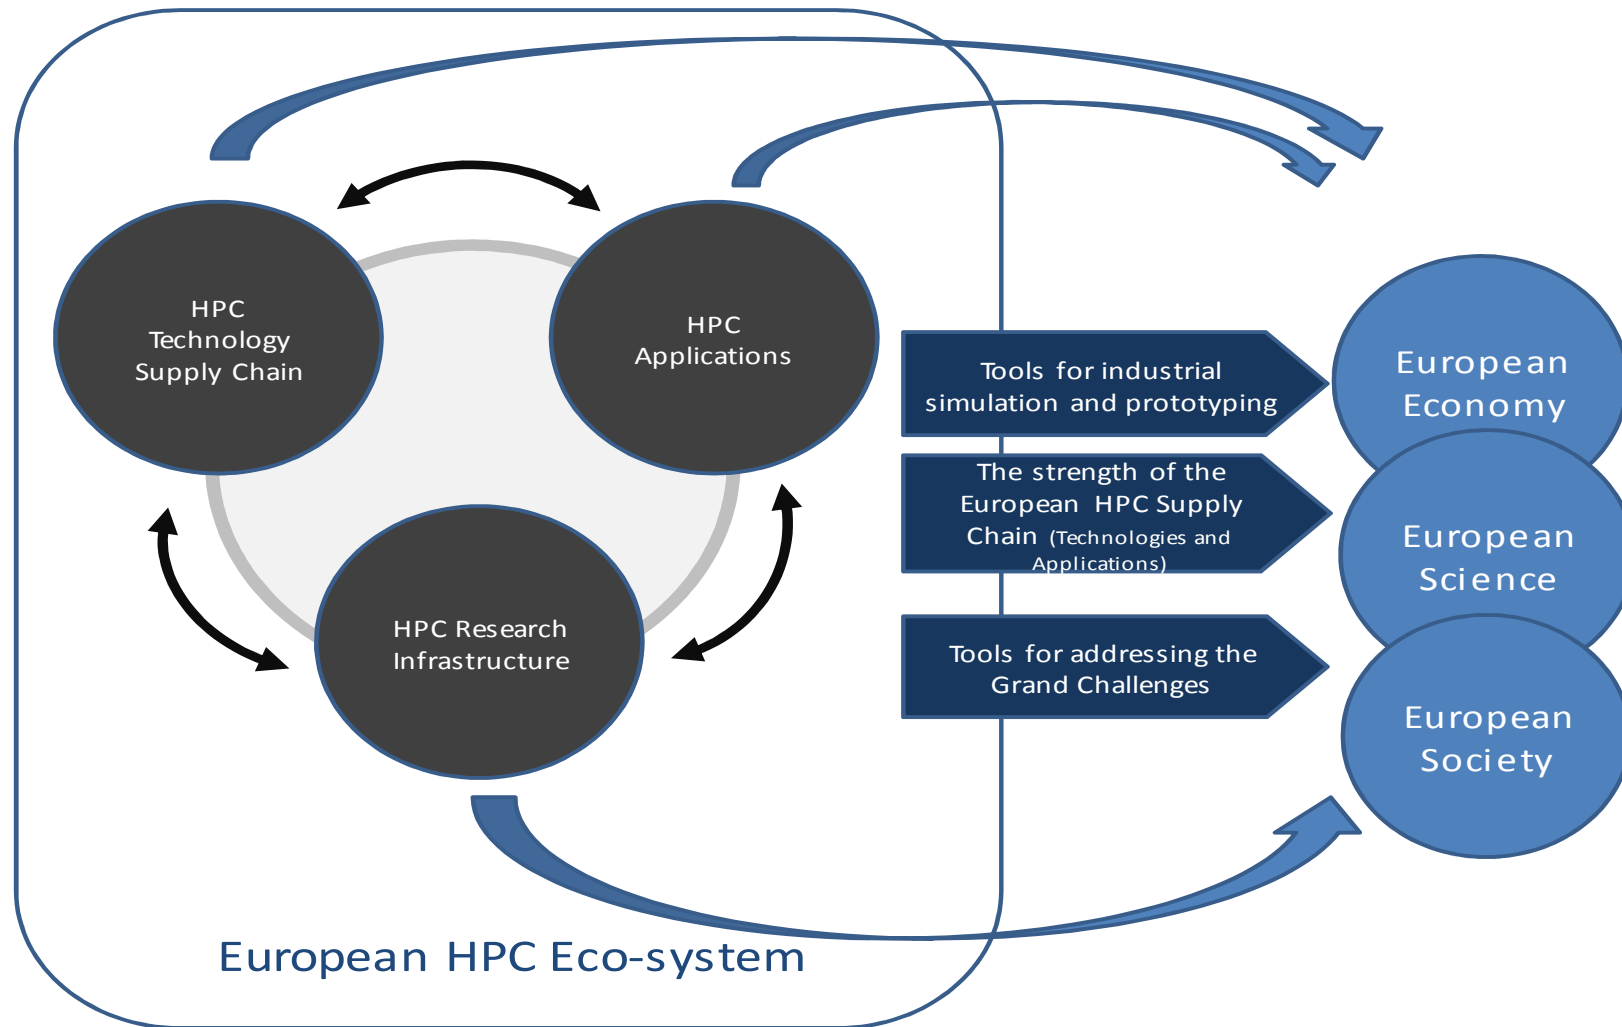 HPC
Technology
Supply Chain
HPC
Applications
HPC Research
Infrastructure
Tools for industrial
simulation and prototyping
The strength of the
European HPC Supply
Chain (Technologies and
Applications)
Tools for addressing the
Grand Challenges
European
Economy
European
Science
European
Society
European HPC Eco-system